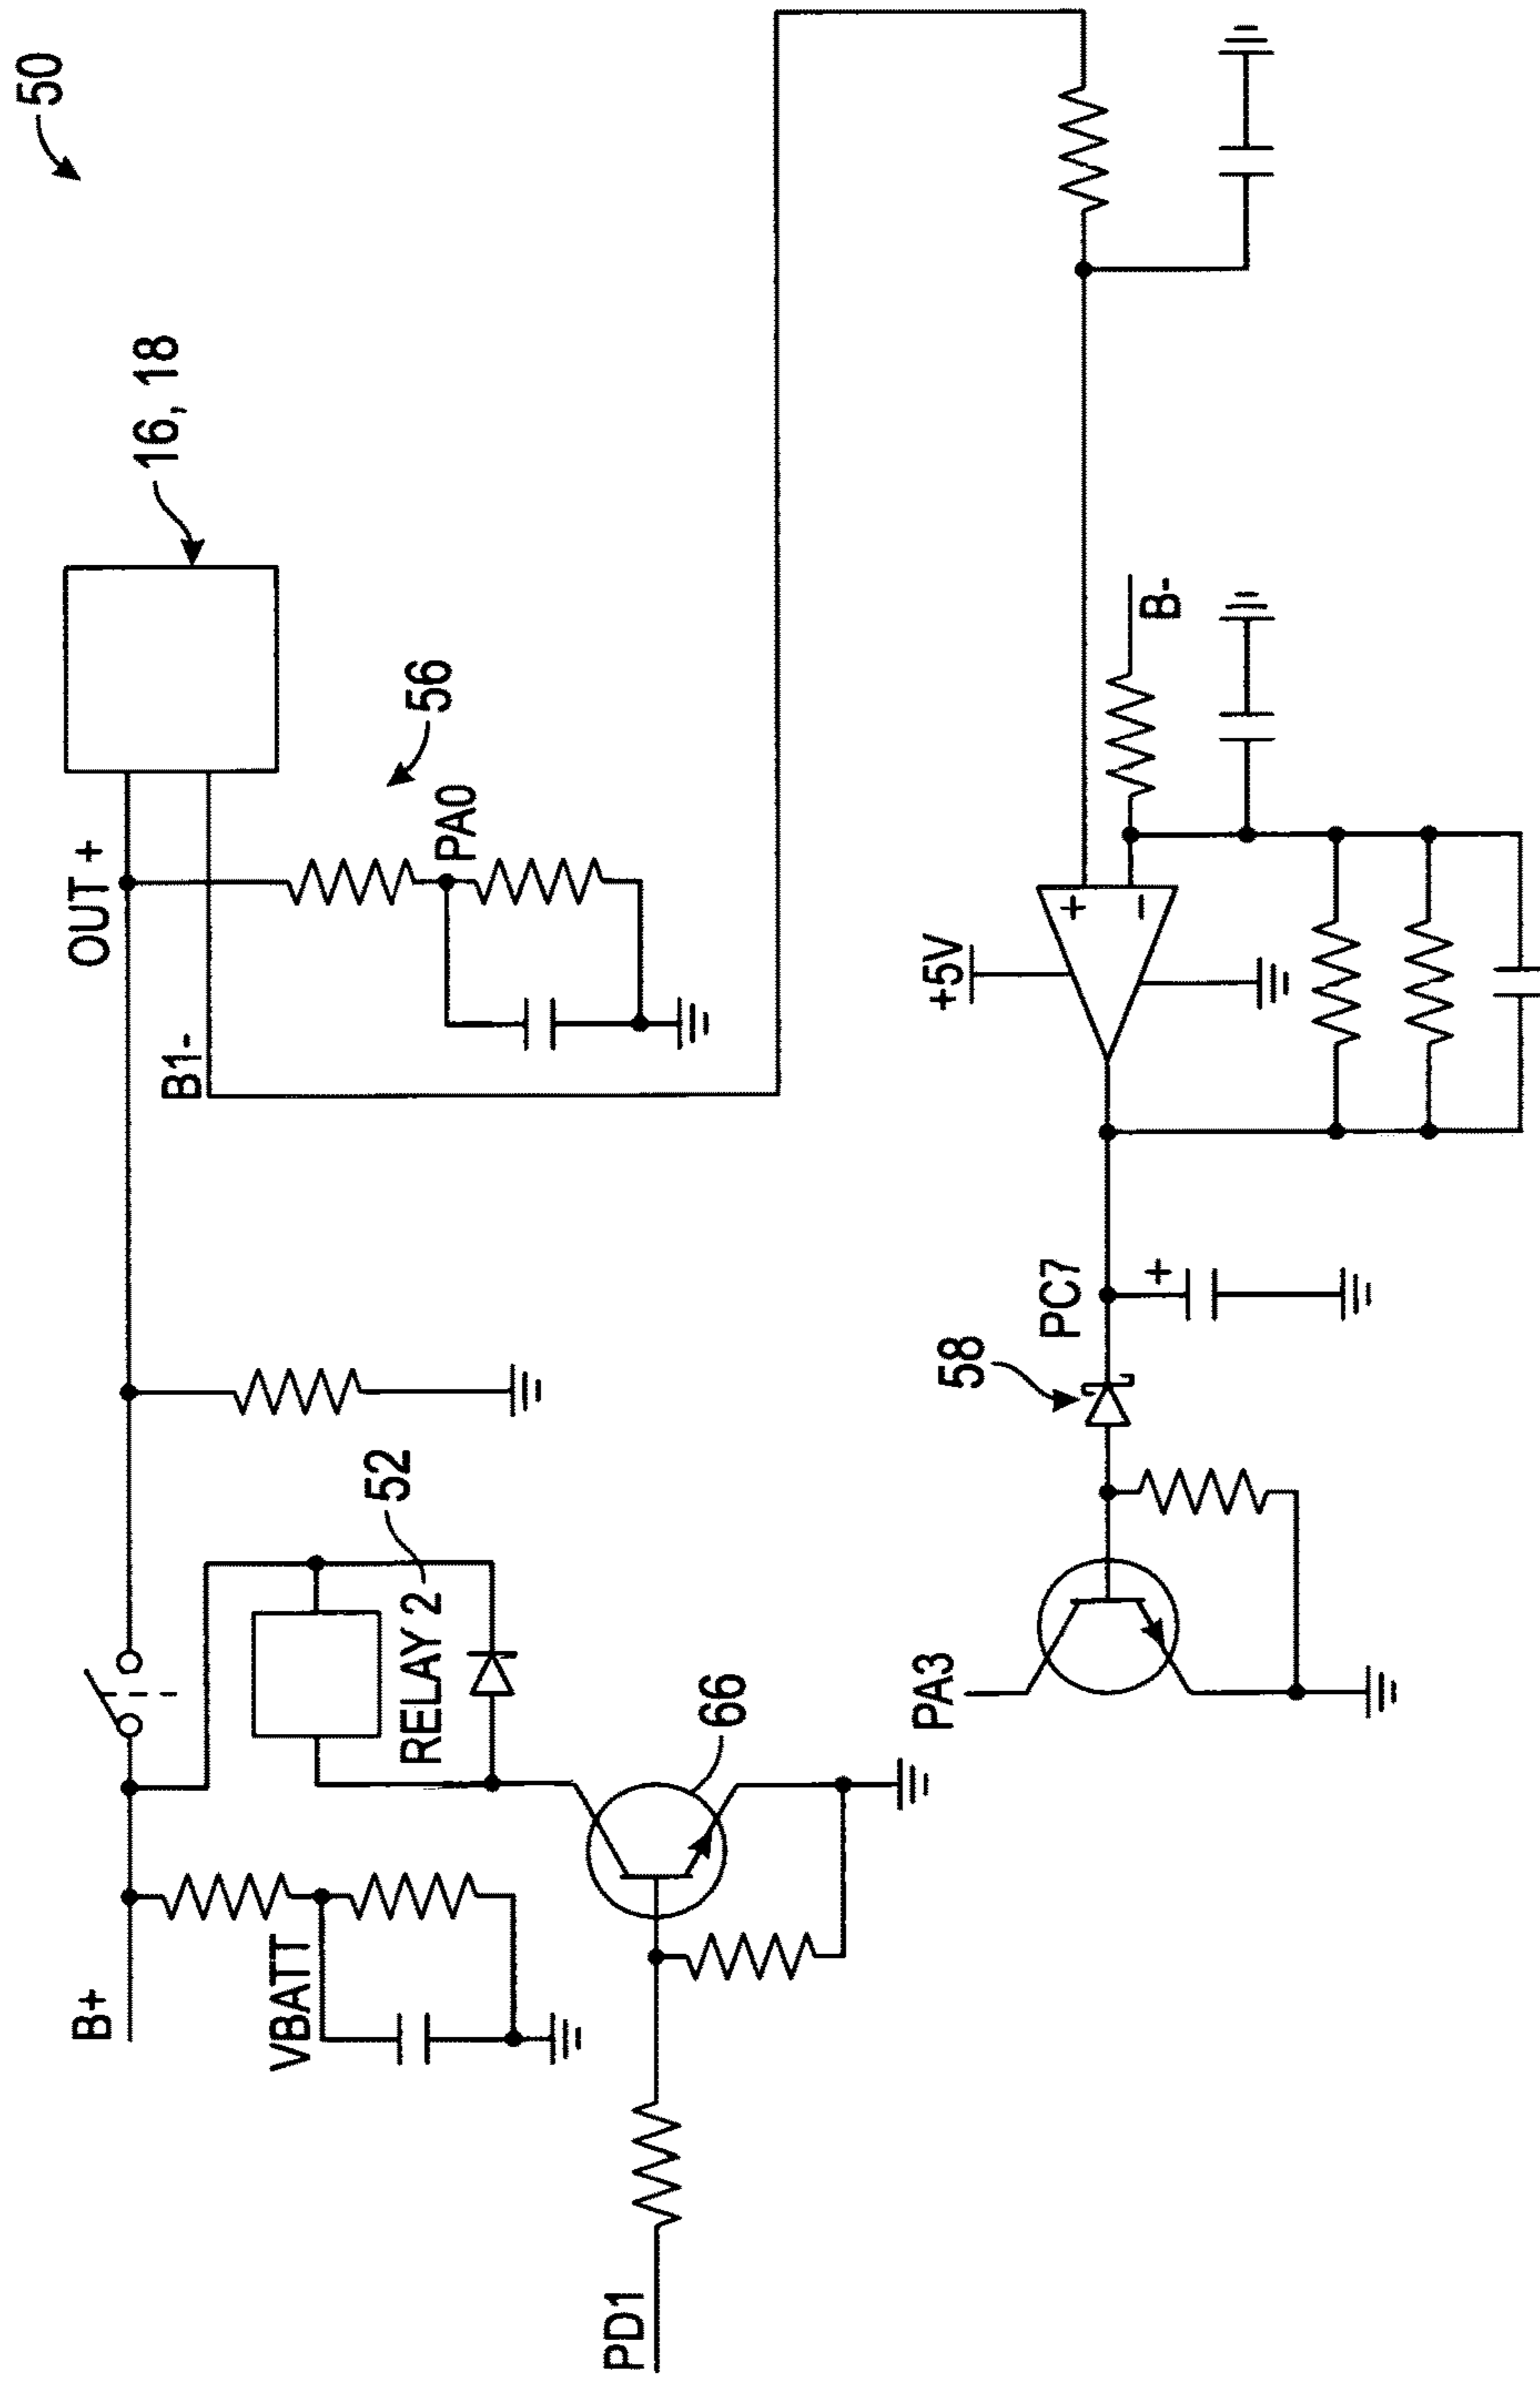 50
16, 18
OUT +
56
PA0
B1-
B+
VBATT
RELAY 2
52
66
PD1
+5V
+
-
B-
PC7
+
58
PA3